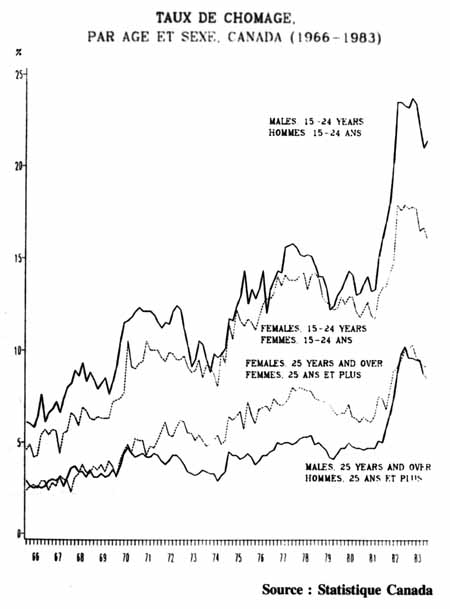 TAUX DE CHOMAGE,
PAR AGE ET SEXE, CANADA (1966-1983)
%
25
MALES, 15-24 YEARS
HOMMES, 15-24 ANS
20
15
FEMALES, 15-24 YEARS
FEMMES, 15-24 ANS
10
FEMALES, 25 YEARS AND OVER
FEMMES, 25 ANS ET PLUS
5
MALES, 25 YEARS AND OVER
HOMMES, 25 ANS ET PLUS
0
66 67 68 69 70 71 72 73 74 75 76 77 78 79 80 81 82 83
Source : Statistique Canada